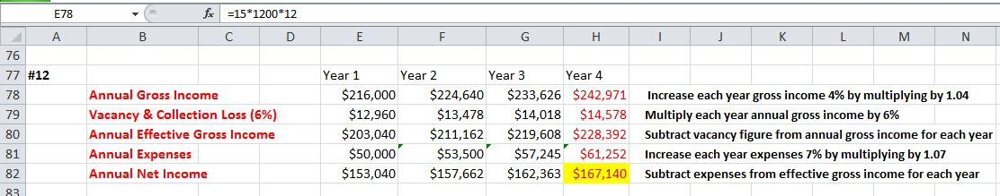 E78 fx =15*1200*12
A B C D E F G H I J K L M N
76
77 #12 Year 1 Year 2 Year 3 Year 4
78 Annual Gross Income $216,000 $224,640 $233,626 $242,971 Increase each year gross income 4% by multiplying by 1.04
79 Vacancy & Collection Loss (6%) $12,960 $13,478 $14,018 $14,578 Multiply each year annual gross income by 6%
80 Annual Effective Gross Income $203,040 $211,162 $219,608 $228,392 Subtract vacancy figure from annual gross income for each year
81 Annual Expenses $50,000 $53,500 $57,245 $61,252 Increase each year expenses 7% by multiplying by 1.07
82 Annual Net Income $153,040 $157,662 $162,363 $167,140 Subtract expenses from effective gross income for each year
83